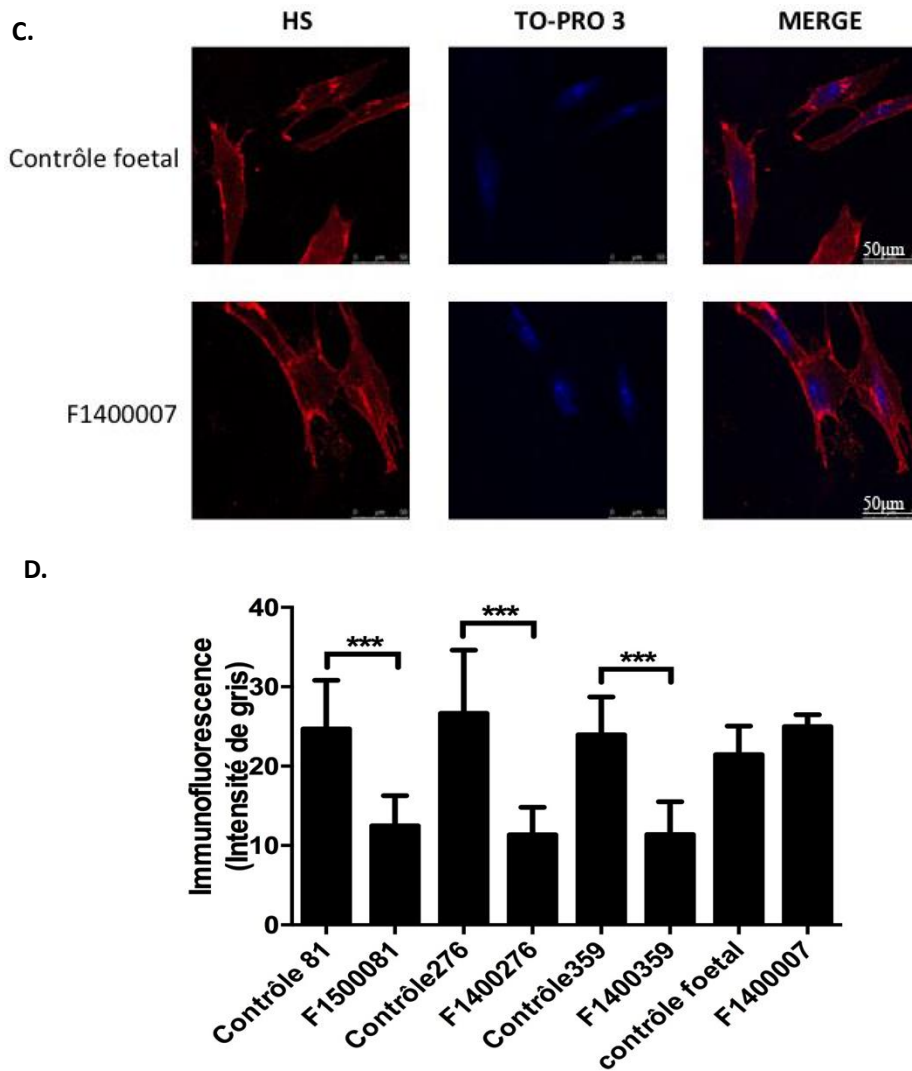 C.
HS TO-PRO 3 MERGE
Contrôle foetal
50µm
F1400007
50µm
D.
Immunofluorescence
(Intensité de gris)
40
30
20
10
0
***
***
***
Contrôle 81
F1500081
Contrôle276
F1400276
Contrôle359
F1400359
contrôle foetal
F1400007